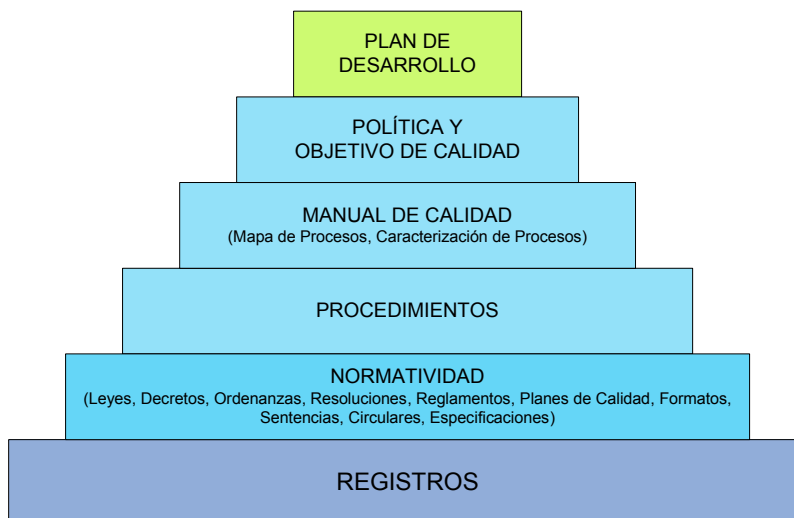 PLAN DE
DESARROLLO
POLÍTICA Y
OBJETIVO DE CALIDAD
MANUAL DE CALIDAD
(Mapa de Procesos, Caracterización de Procesos)
PROCEDIMIENTOS
NORMATIVIDAD
(Leyes, Decretos, Ordenanzas, Resoluciones, Reglamentos, Planes de Calidad, Formatos,
Sentencias, Circulares, Especificaciones)
REGISTROS